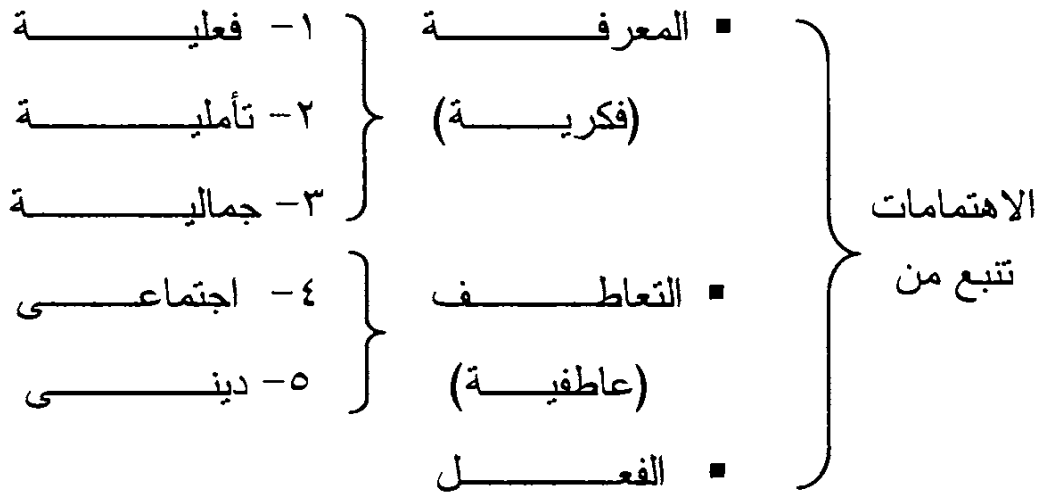 ▪ المعرفة
١- فعلية
(فكرية)
٢- تأملية
٣- جمالية
الاهتمامات
تنبع من
▪ التعاطف
٤- اجتماعى
(عاطفية)
٥- دينى
▪ الفعل